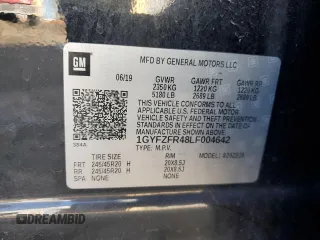 GM
MFD BY GENERAL MOTORS LLC
06/19 GVWR GAWR FRT GAWR RR
2350 KG 1220 KG 1220 KG
5180 LB 2689 LB 2689 LB
THIS VEHICLE CONFORMS TO ALL APPLICABLE U.S.
FEDERAL MOTOR VEHICLE SAFETY, BUMPER, AND
THEFT PREVENTION STANDARDS IN EFFECT ON THE
DATE OF MANUFACTURE SHOWN ABOVE.
1GYFZFR48LF004642
TYPE: M.P.V. MODEL:
TIRE SIZE RIM
FRT 245/45R20 H 20X8.5J
RR 245/45R20 H 20X8.5J
SPA NONE NONE
DREAMBID